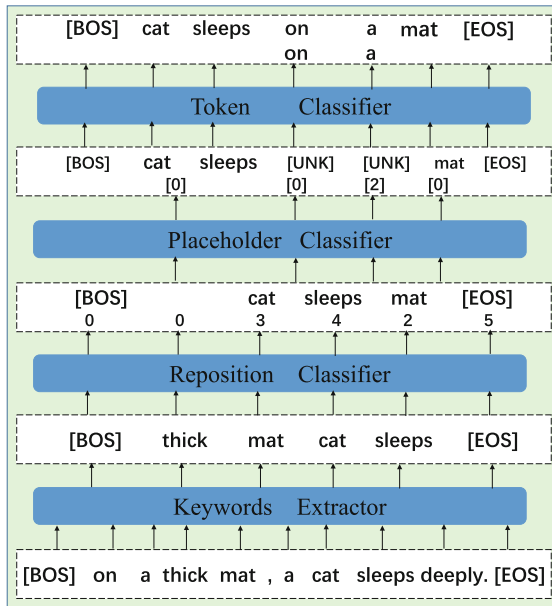 [BOS] cat sleeps on a mat [EOS]
on a
Token Classifier
[BOS] cat sleeps [UNK] [UNK] mat [EOS]
[0] [0] [2] [0]
Placeholder Classifier
[BOS] cat sleeps mat [EOS]
0 0 3 4 2 5
Reposition Classifier
[BOS] thick mat cat sleeps [EOS]
Keywords Extractor
[BOS] on a thick mat , a cat sleeps deeply. [EOS]